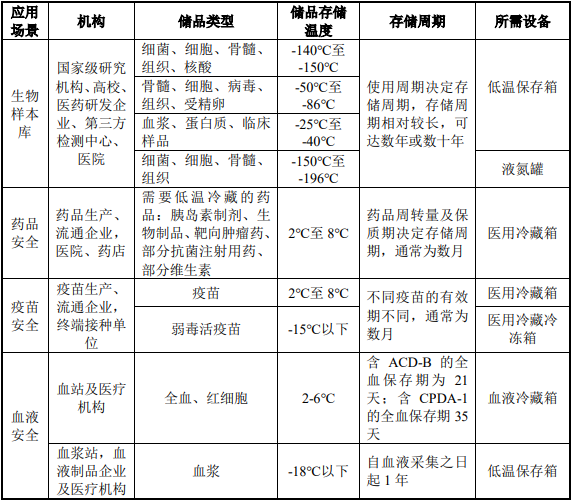 应用
场景
机构
储品类型
储品存储
温度
存储周期
所需设备
生物
样本
库
国家级研究
机构、高校、
医药研发企
业、第三方
检测中心、
医院
细菌、细胞、骨髓、
组织、核酸
-140℃至
-150℃
骨髓、细胞、病毒、
组织、受精卵
-50℃至
-86℃
血浆、蛋白质、临床
样品
-25℃至
-40℃
细菌、细胞、骨髓、
组织
-150℃至
-196℃
使用周期决定存
储周期，存储周
期相对较长，可
达数年或数十年
低温保存箱
液氮罐
药品
安全
药品生产、
流通企业，
医院、药店
需要低温冷藏的药
品：胰岛素制剂、生
物制品、靶向肿瘤药、
部分抗菌注射用药、
部分维生素
2℃至 8℃
药品周转量及保
质期决定存储周
期，通常为数月
医用冷藏箱
疫苗
安全
疫苗生产、
流通企业，
终端接种单
位
疫苗
2℃至 8℃
弱毒活疫苗
-15℃以下
不同疫苗的有效
期不同，通常为
数月
医用冷藏箱
医用冷藏冷
冻箱
血液
安全
血站及医疗
机构
全血、红细胞
2-6℃
含 ACD-B 的全
血保存期为 21
天；含 CPDA-1
的全血保存期 35
天
血液冷藏箱
血浆站，血
液制品企业
及医疗机构
血浆
-18℃以下
自血液采集之日
起 1 年
低温保存箱